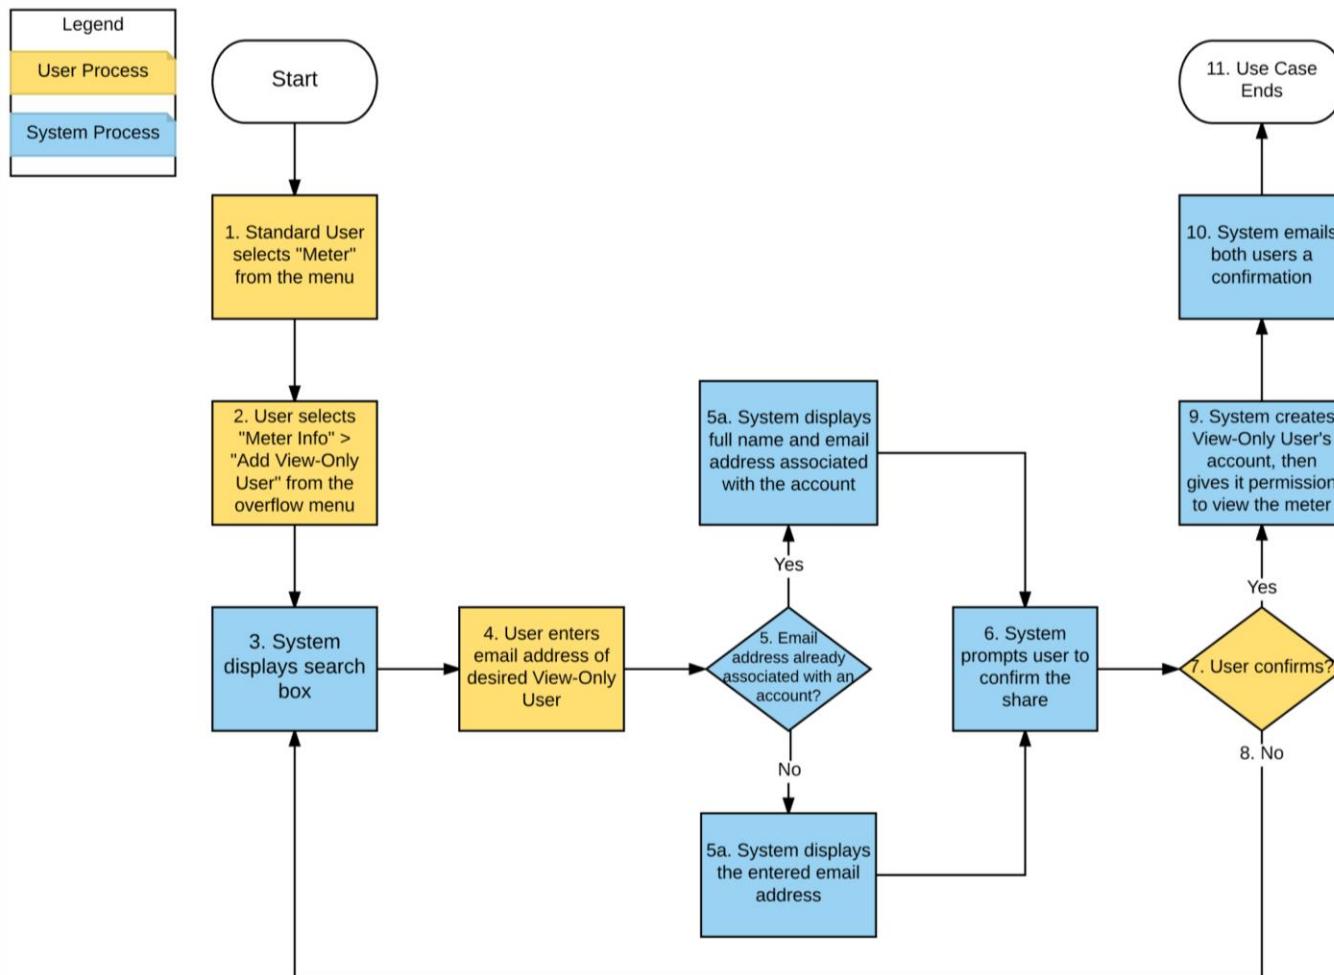 Legend
User Process
System Process
Start
1. Standard User
selects "Meter"
from the menu
2. User selects
"Meter Info" >
"Add View-Only
User" from the
overflow menu
3. System
displays search
box
4. User enters
email address of
desired View-Only
User
5. Email
address already
associated with an
account?
Yes
5a. System displays
full name and email
address associated
with the account
No
5a. System displays
the entered email
address
6. System
prompts user to
confirm the
share
7. User confirms?
8. No
Yes
9. System creates
View-Only User's
account, then
gives it permission
to view the meter
10. System emails
both users a
confirmation
11. Use Case
Ends